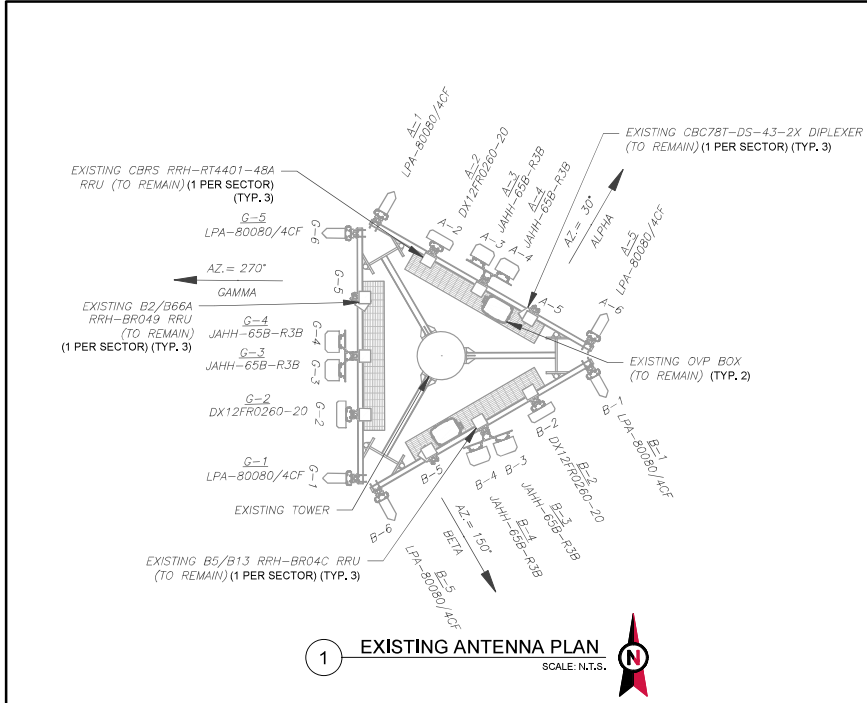 A-1
LPA-80080/4CF
A-2
DX12FR0260-20
A-3
JAHH-65B-R3B
A-4
JAHH-65B-R3B
EXISTING CBC78T-DS-43-2X DIPLEXER
(TO REMAIN) (1 PER SECTOR) (TYP. 3)
EXISTING CBRS RRH-RT4401-48A
RRU (TO REMAIN) (1 PER SECTOR)
(TYP. 3)
A-2
A-3
A-4
A-5
A-6
AZ.= 30°
ALPHA
A-5
LPA-80080/4CF
G-5
LPA-80080/4CF
G-6
AZ.= 270°
GAMMA
G-5
EXISTING B2/B66A
RRH-BR049 RRU
(TO REMAIN)
(1 PER SECTOR) (TYP. 3)
G-4
JAHH-65B-R3B
G-4
G-3
JAHH-65B-R3B
G-3
G-2
DX12FR0260-20
G-2
G-1
LPA-80080/4CF
G-1
EXISTING OVP BOX
(TO REMAIN) (TYP. 2)
B-1
B-1
LPA-80080/4CF
B-2
B-2
DX12FR0260-20
B-3
B-3
JAHH-65B-R3B
B-4
B-4
JAHH-65B-R3B
B-5
B-6
AZ.= 150°
BETA
B-5
LPA-80080/4CF
EXISTING TOWER
EXISTING B5/B13 RRH-BR04C RRU
(TO REMAIN) (1 PER SECTOR) (TYP. 3)
1
EXISTING ANTENNA PLAN
SCALE: N.T.S.
N